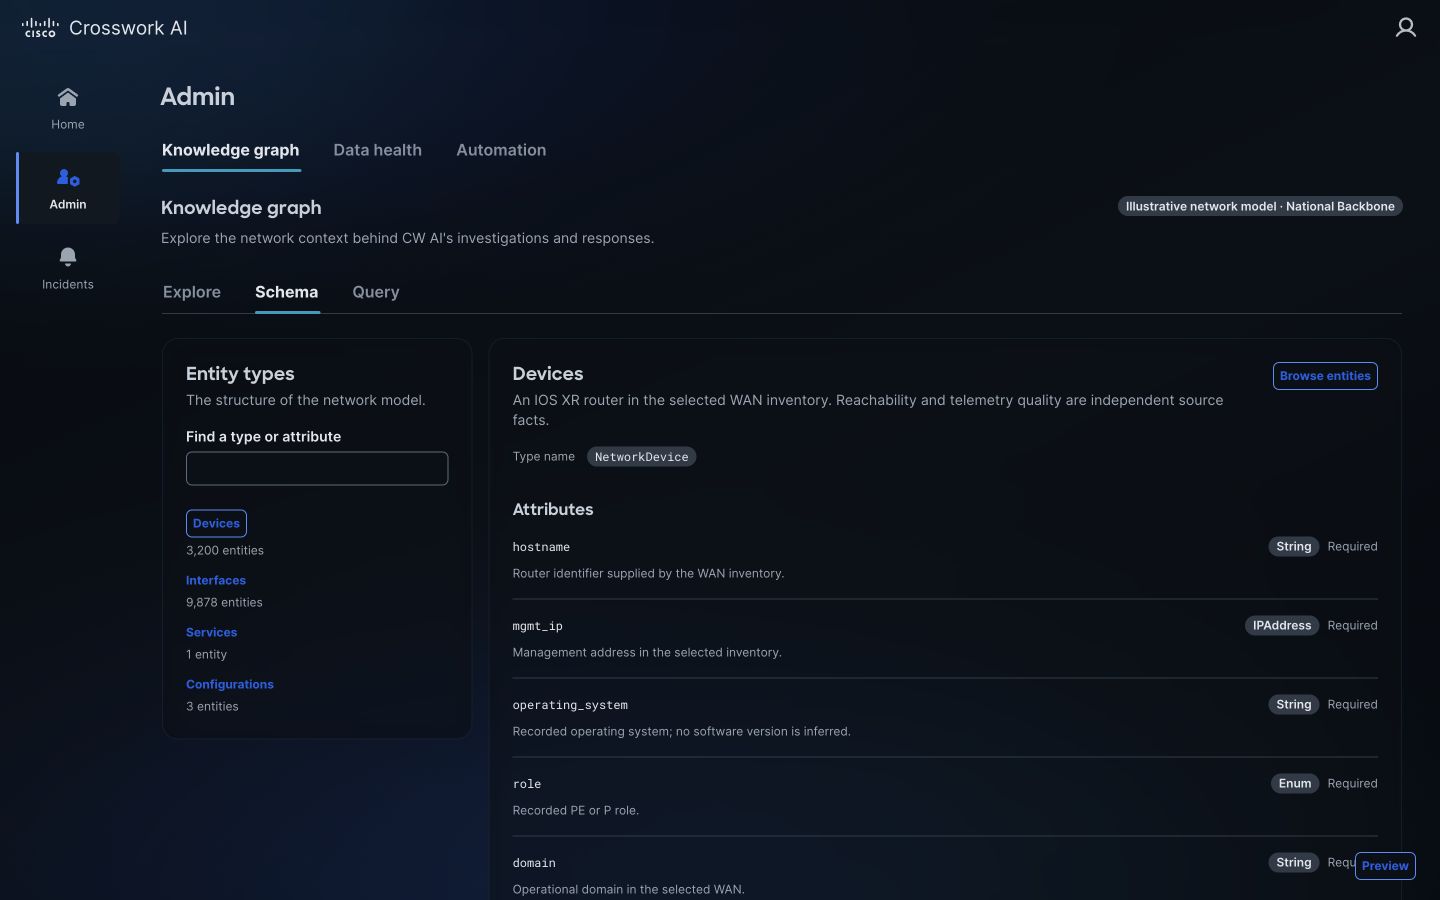 CISCO Crosswork AI
Home
Admin
Incidents
Admin
Knowledge graph Data health Automation
Knowledge graph
Illustrative network model · National Backbone
Explore the network context behind CW AI's investigations and responses.
Explore Schema Query
Entity types
The structure of the network model.
Find a type or attribute
Devices
3,200 entities
Interfaces
9,878 entities
Services
1 entity
Configurations
3 entities
Devices
Browse entities
An IOS XR router in the selected WAN inventory. Reachability and telemetry quality are independent source
facts.
Type name NetworkDevice
Attributes
hostname String Required
Router identifier supplied by the WAN inventory.
mgmt_ip IPAddress Required
Management address in the selected inventory.
operating_system String Required
Recorded operating system; no software version is inferred.
role Enum Required
Recorded PE or P role.
domain String Requ
Preview
Operational domain in the selected WAN.